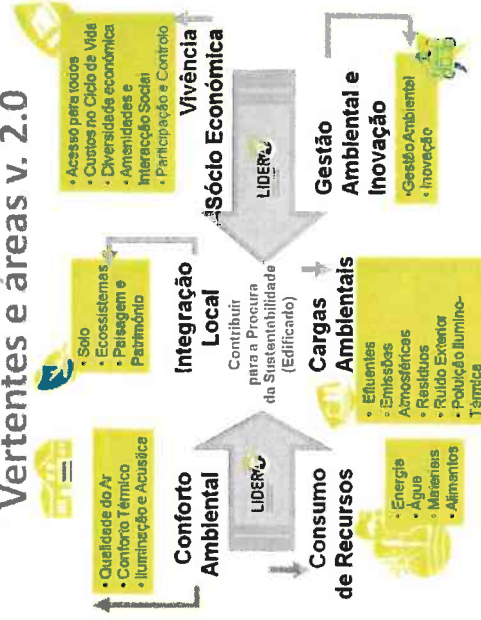 Vertentes e áreas v. 2.0
• Qualidade do Ar
• Conforto Térmico
• Iluminação e Acústica
Conforto
Ambiental
• Solo
• Ecossistemas
• Paisagem e
Património
Integração
Local
• Acesso para todos
• Custos no Ciclo de Vida
• Diversidade económica
• Amenidades e
Interacção Social
• Participação e Controlo
Vivência
Sócio Económica
LIDERA
Contribuir
para a Procura
da Sustentabilidade
(Edificado)
LIDERA
Consumo
de Recursos
• Energia
• Água
• Materiais
• Alimentos
Cargas
Ambientais
• Efluentes
• Emissões
Atmosféricas
• Resíduos
• Ruído Exterior
• Poluição Ilumino-
Térmica
Gestão
Ambiental e
Inovação
• Gestão Ambiental
• Inovação